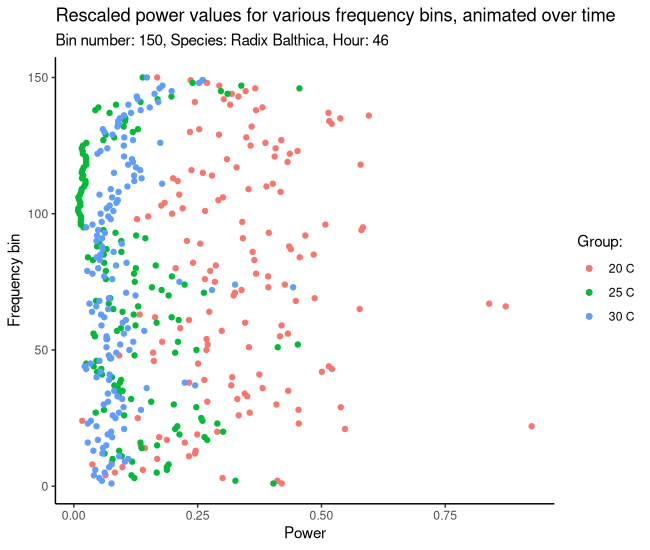 Rescaled power values for various frequency bins, animated over time
Bin number: 150, Species: Radix Balthica, Hour: 46
150
100
50
0
Frequency bin
0.00 0.25 0.50 0.75
Power
Group:
20 C
25 C
30 C